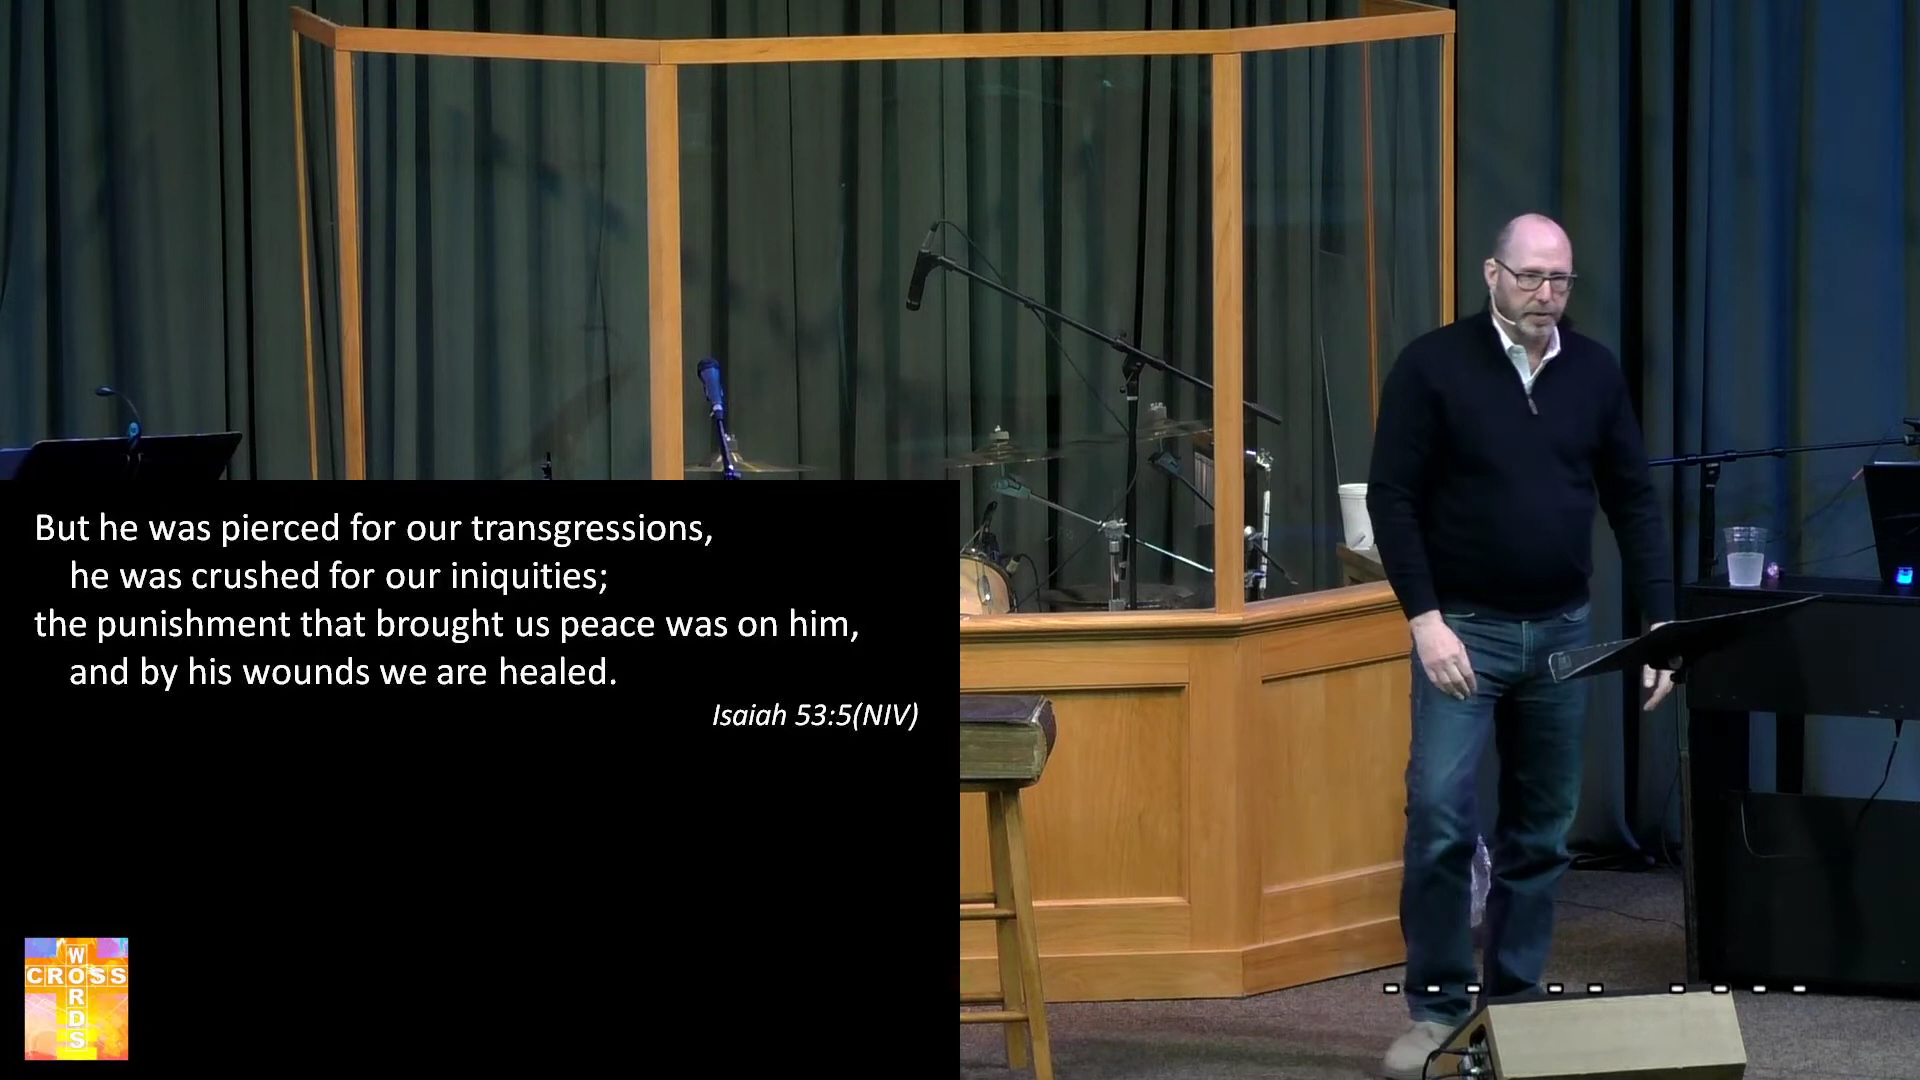 But he was pierced for our transgressions,
he was crushed for our iniquities;
the punishment that brought us peace was on him,
and by his wounds we are healed.
Isaiah 53:5(NIV)
CROSS
WORDS